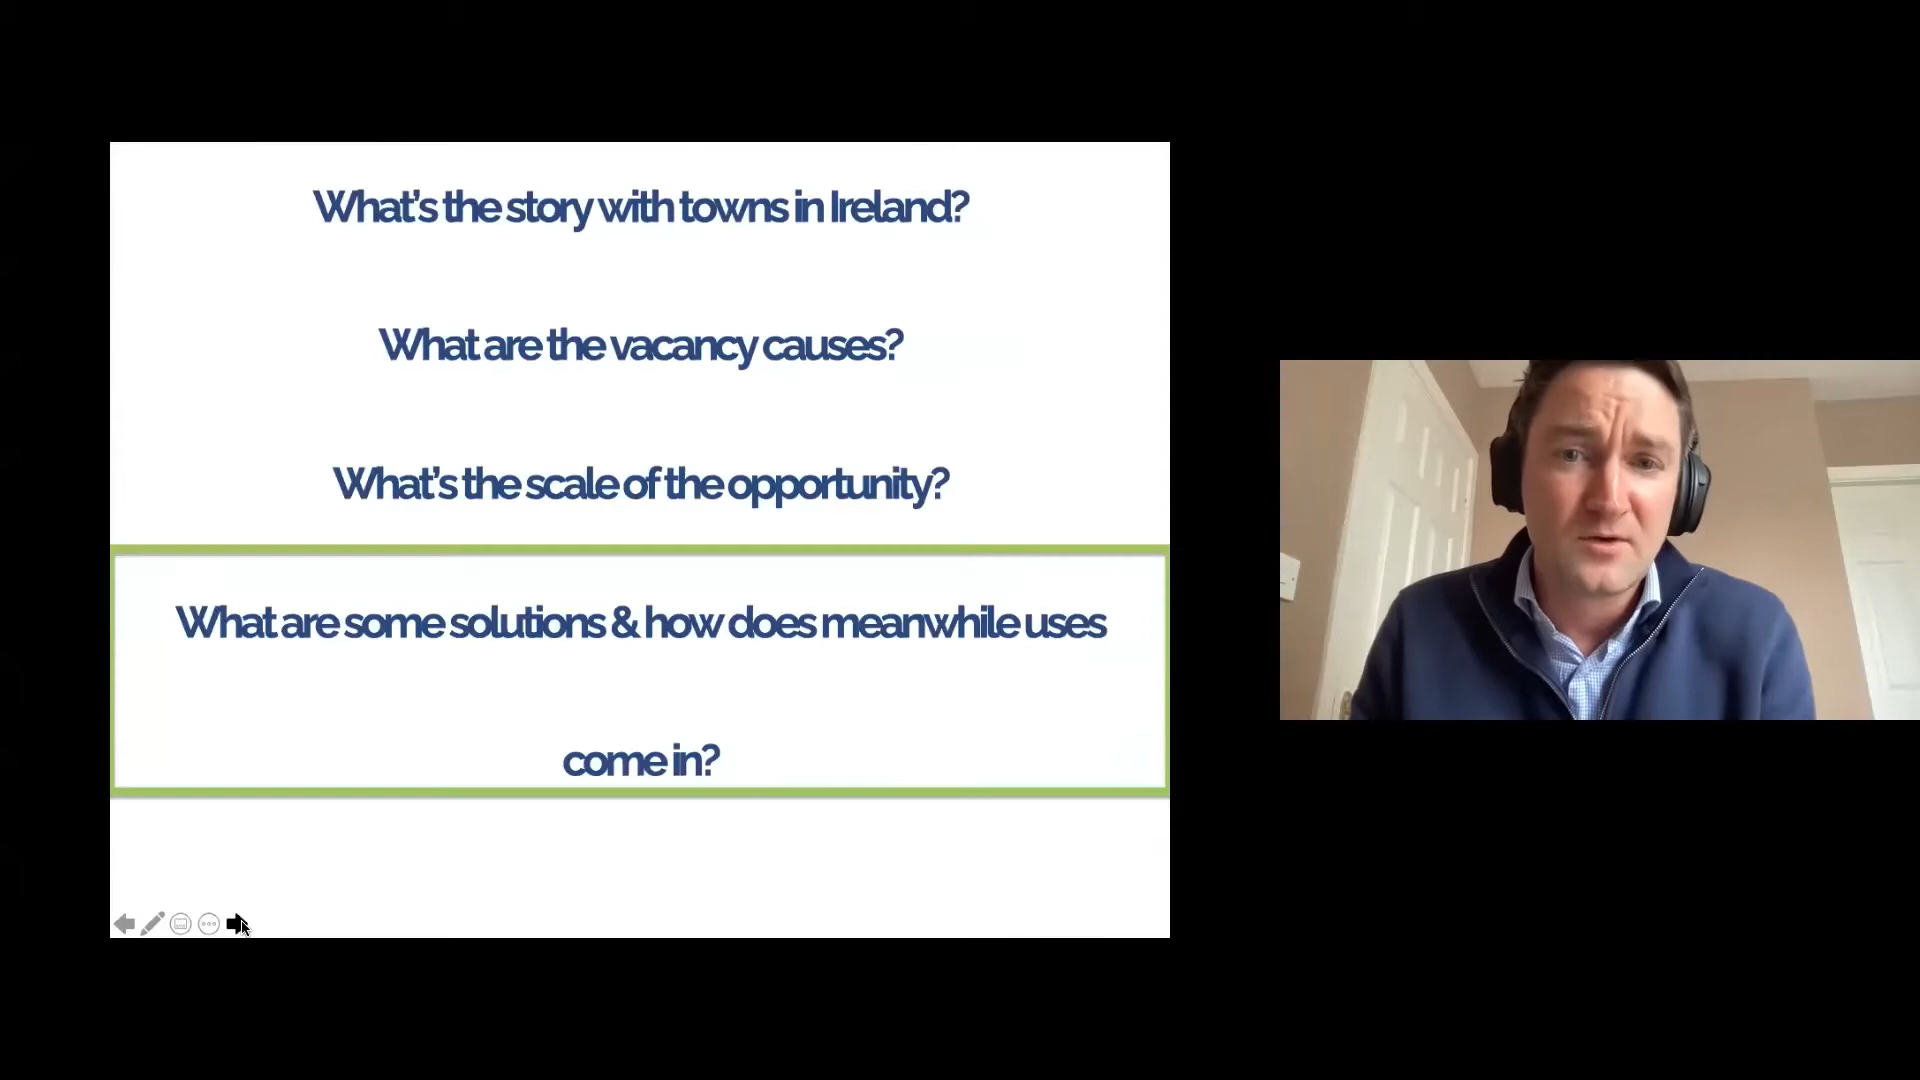 What's the story with towns in Ireland?
What are the vacancy causes?
What's the scale of the opportunity?
What are some solutions & how does meanwhile uses
come in?